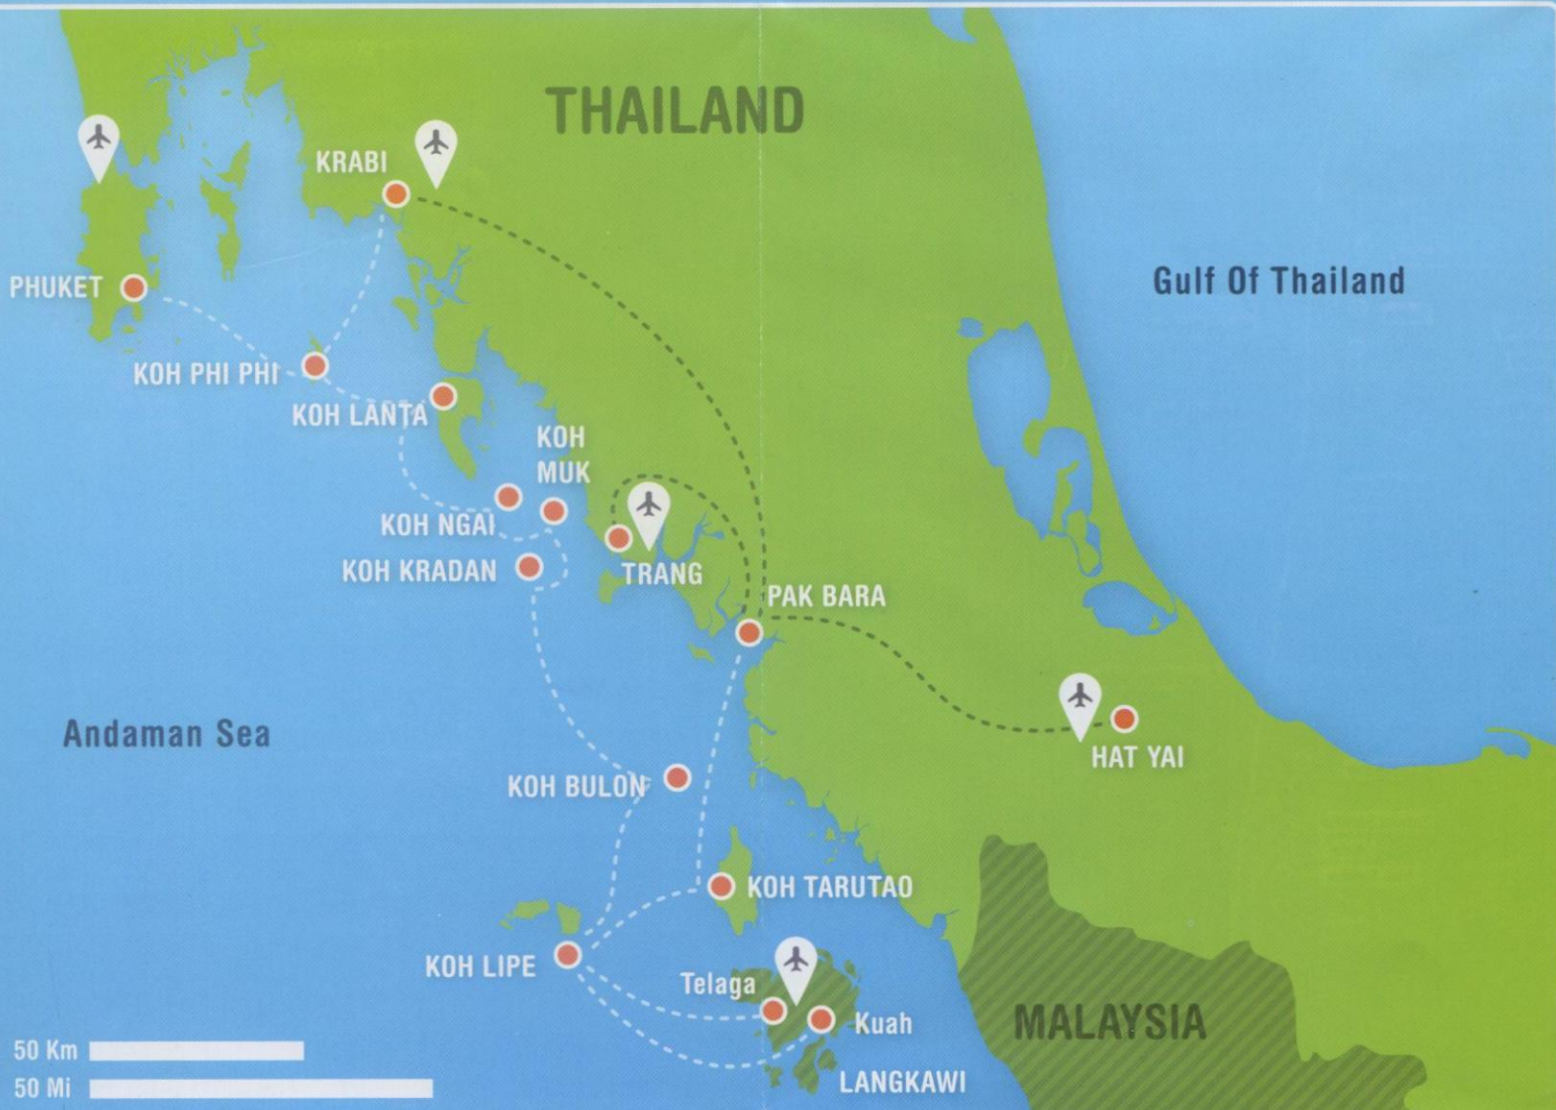 THAILAND
KRABI
PHUKET
Gulf Of Thailand
KOH PHI PHI
KOH LANTA
KOH
MUK
KOH NGAI
KOH KRADAN
TRANG
PAK BARA
Andaman Sea
HAT YAI
KOH BULON
KOH TARUTAO
KOH LIPE
Telaga
Kuah
MALAYSIA
LANGKAWI
50 Km
50 Mi